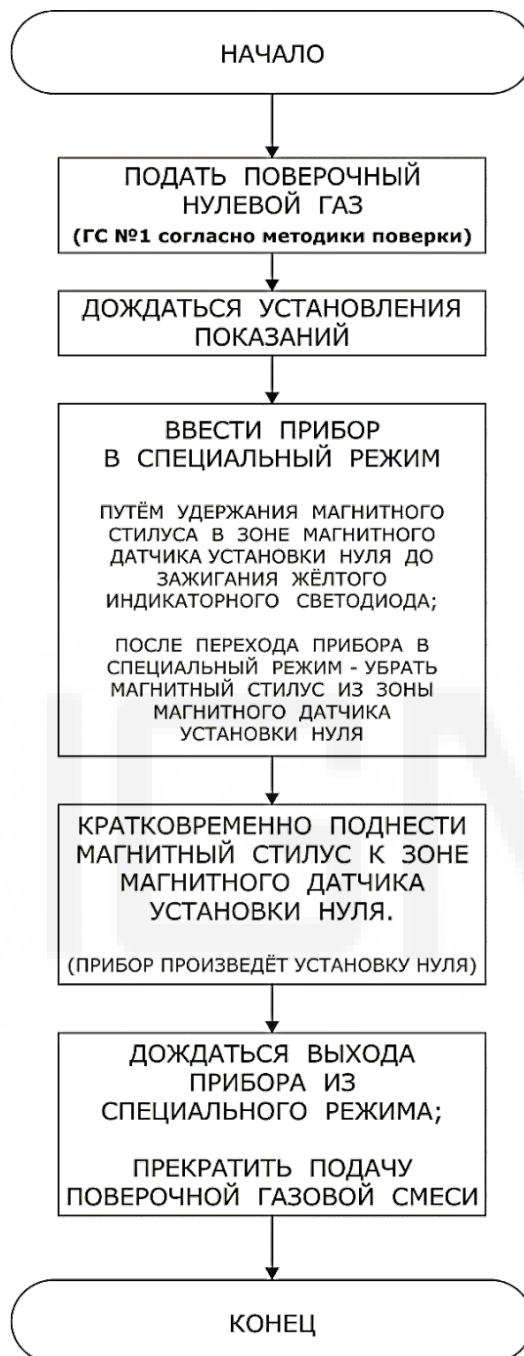 НАЧАЛО
ПОДАТЬ ПОВЕРОЧНЫЙ
НУЛЕВОЙ ГАЗ
(ГС №1 согласно методики поверки)
ДОЖДАТЬСЯ УСТАНОВЛЕНИЯ
ПОКАЗАНИЙ
ВВЕСТИ ПРИБОР
В СПЕЦИАЛЬНЫЙ РЕЖИМ
ПУТЁМ УДЕРЖАНИЯ МАГНИТНОГО
СТИЛУСА В ЗОНЕ МАГНИТНОГО
ДАТЧИКА УСТАНОВКИ НУЛЯ ДО
ЗАЖИГАНИЯ ЖЁЛТОГО
ИНДИКАТОРНОГО СВЕТОДИОДА;
ПОСЛЕ ПЕРЕХОДА ПРИБОРА В
СПЕЦИАЛЬНЫЙ РЕЖИМ - УБРАТЬ
МАГНИТНЫЙ СТИЛУС ИЗ ЗОНЫ
МАГНИТНОГО ДАТЧИКА
УСТАНОВКИ НУЛЯ
КРАТКОВРЕМЕННО ПОДНЕСТИ
МАГНИТНЫЙ СТИЛУС К ЗОНЕ
МАГНИТНОГО ДАТЧИКА
УСТАНОВКИ НУЛЯ.
(ПРИБОР ПРОИЗВЕДЁТ УСТАНОВКУ НУЛЯ)
ДОЖДАТЬСЯ ВЫХОДА
ПРИБОРА ИЗ
СПЕЦИАЛЬНОГО РЕЖИМА;
ПРЕКРАТИТЬ ПОДАЧУ
ПОВЕРОЧНОЙ ГАЗОВОЙ СМЕСИ
КОНЕЦ